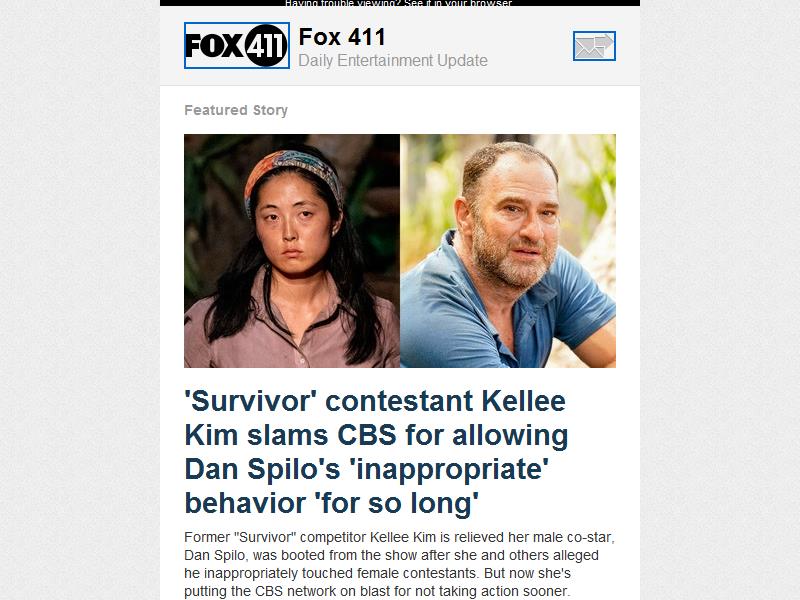 Having trouble viewing? See it in your browser
FOX 411
Fox 411
Daily Entertainment Update
Featured Story
'Survivor' contestant Kellee
Kim slams CBS for allowing
Dan Spilo's 'inappropriate'
behavior 'for so long'
Former "Survivor" competitor Kellee Kim is relieved her male co-star,
Dan Spilo, was booted from the show after she and others alleged
he inappropriately touched female contestants. But now she's
putting the CBS network on blast for not taking action sooner.